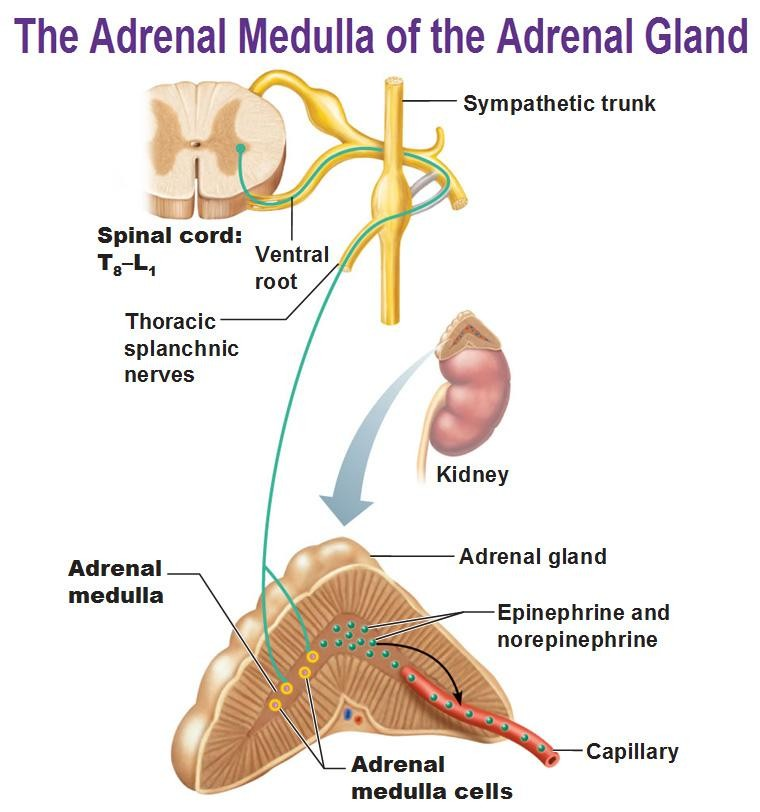 The Adrenal Medulla of the Adrenal Gland
Sympathetic trunk
Spinal cord:
T₈–L₁
Ventral
root
Thoracic
splanchnic
nerves
Kidney
Adrenal gland
Adrenal
medulla
Epinephrine and
norepinephrine
Capillary
Adrenal
medulla cells